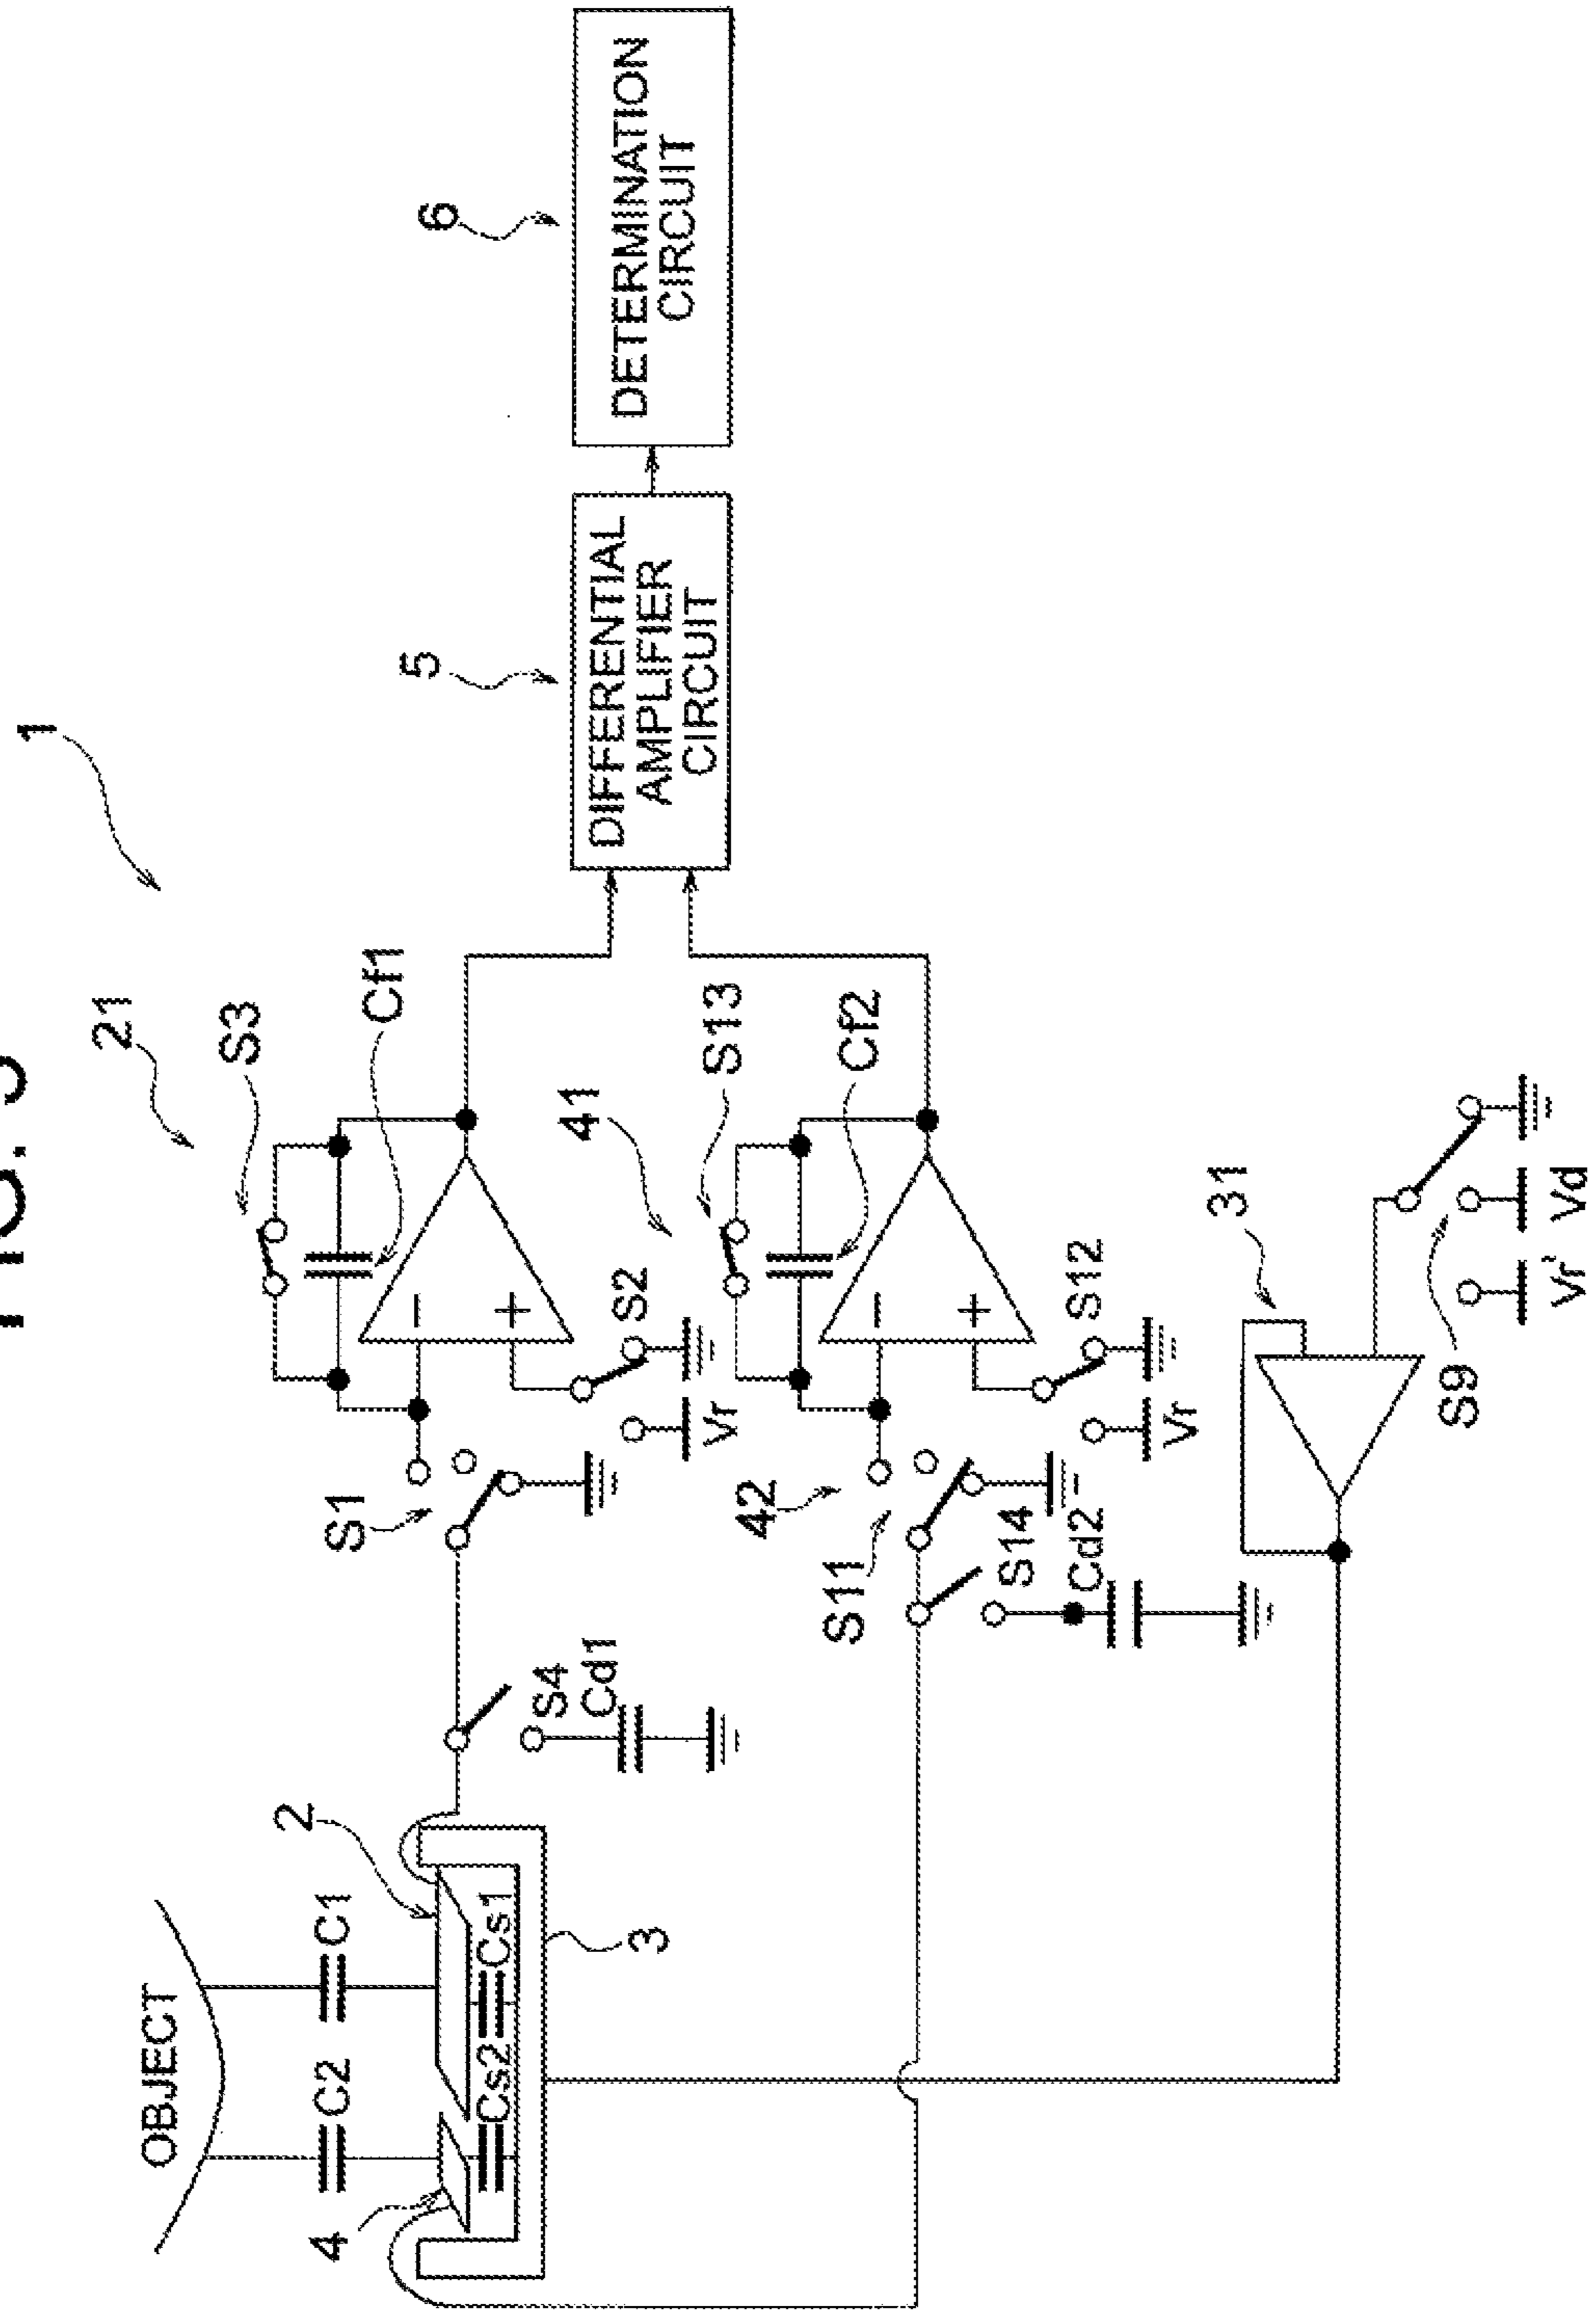 1
21
S3
Cf1
5
6
DIFFERENTIAL
AMPLIFIER
CIRCUIT
DETERMINATION
CIRCUIT
OBJECT
C2
C1
4
2
Cs2
Cs1
3
S4
Cd1
S1
−
+
S2
Vr
41
S13
Cf2
42
S11
−
+
S12
Vr
S14
Cd2
31
S9
Vr'
Vd